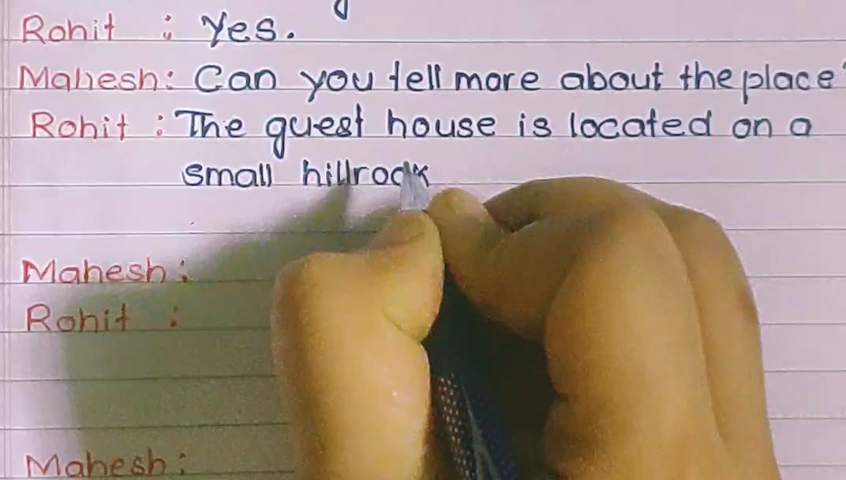 Rohit : Yes.
Mahesh: Can you tell more about the place?
Rohit : The guest house is located on a
small hillrock
Mahesh :
Rohit :
Mahesh :